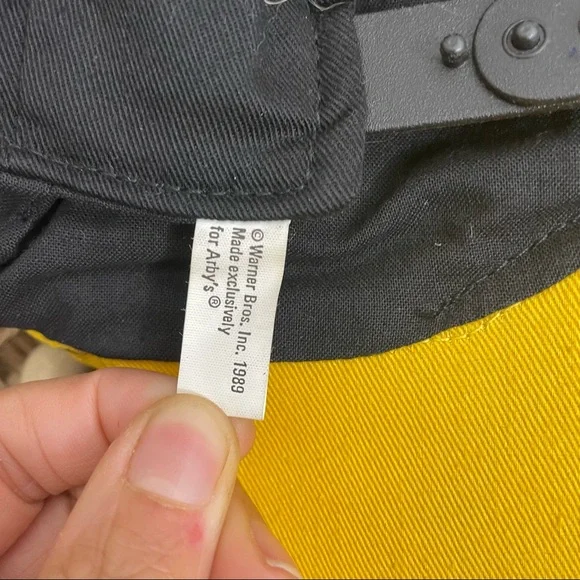 © Warner Bros. Inc. 1989
Made exclusively
for Arby's ®